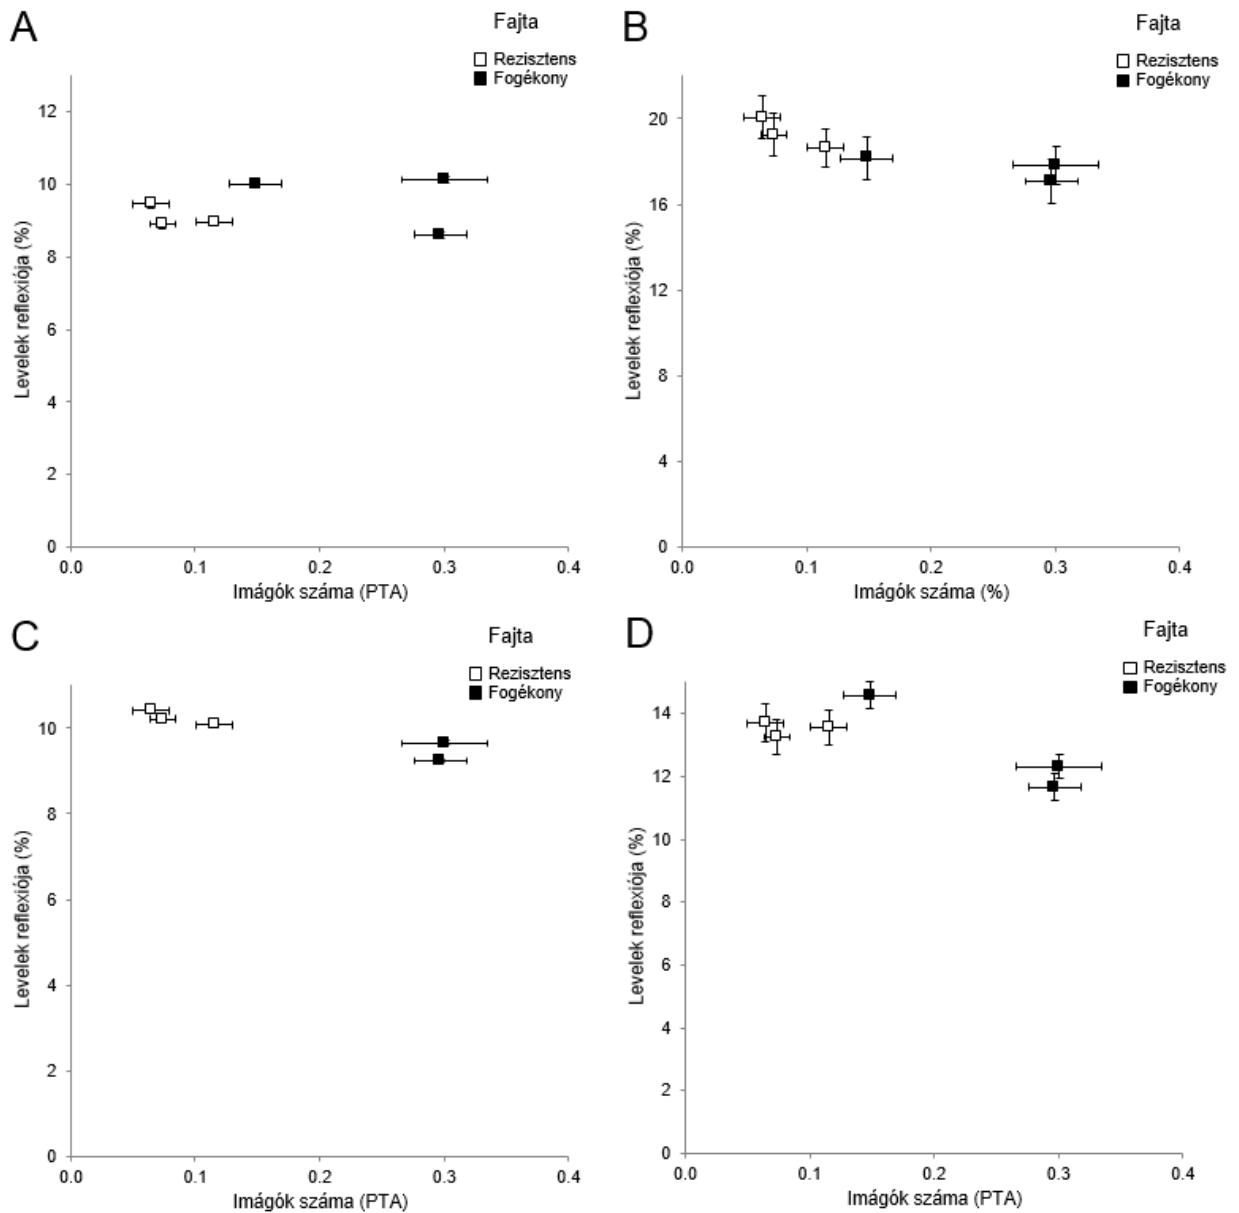 A
Fajta
Rezisztens
Fogékony
12
10
8
6
4
2
0
0.0 0.1 0.2 0.3 0.4
Levelek reflexiója (%)
Imágók száma (PTA)
B
Fajta
Rezisztens
Fogékony
20
16
12
8
4
0
0.0 0.1 0.2 0.3 0.4
Levelek reflexiója (%)
Imágók száma (%)
C
Fajta
Rezisztens
Fogékony
10
8
6
4
2
0
0.0 0.1 0.2 0.3 0.4
Levelek reflexiója (%)
Imágók száma (PTA)
D
Fajta
Rezisztens
Fogékony
14
12
10
8
6
4
2
0
0.0 0.1 0.2 0.3 0.4
Levelek reflexiója (%)
Imágók száma (PTA)